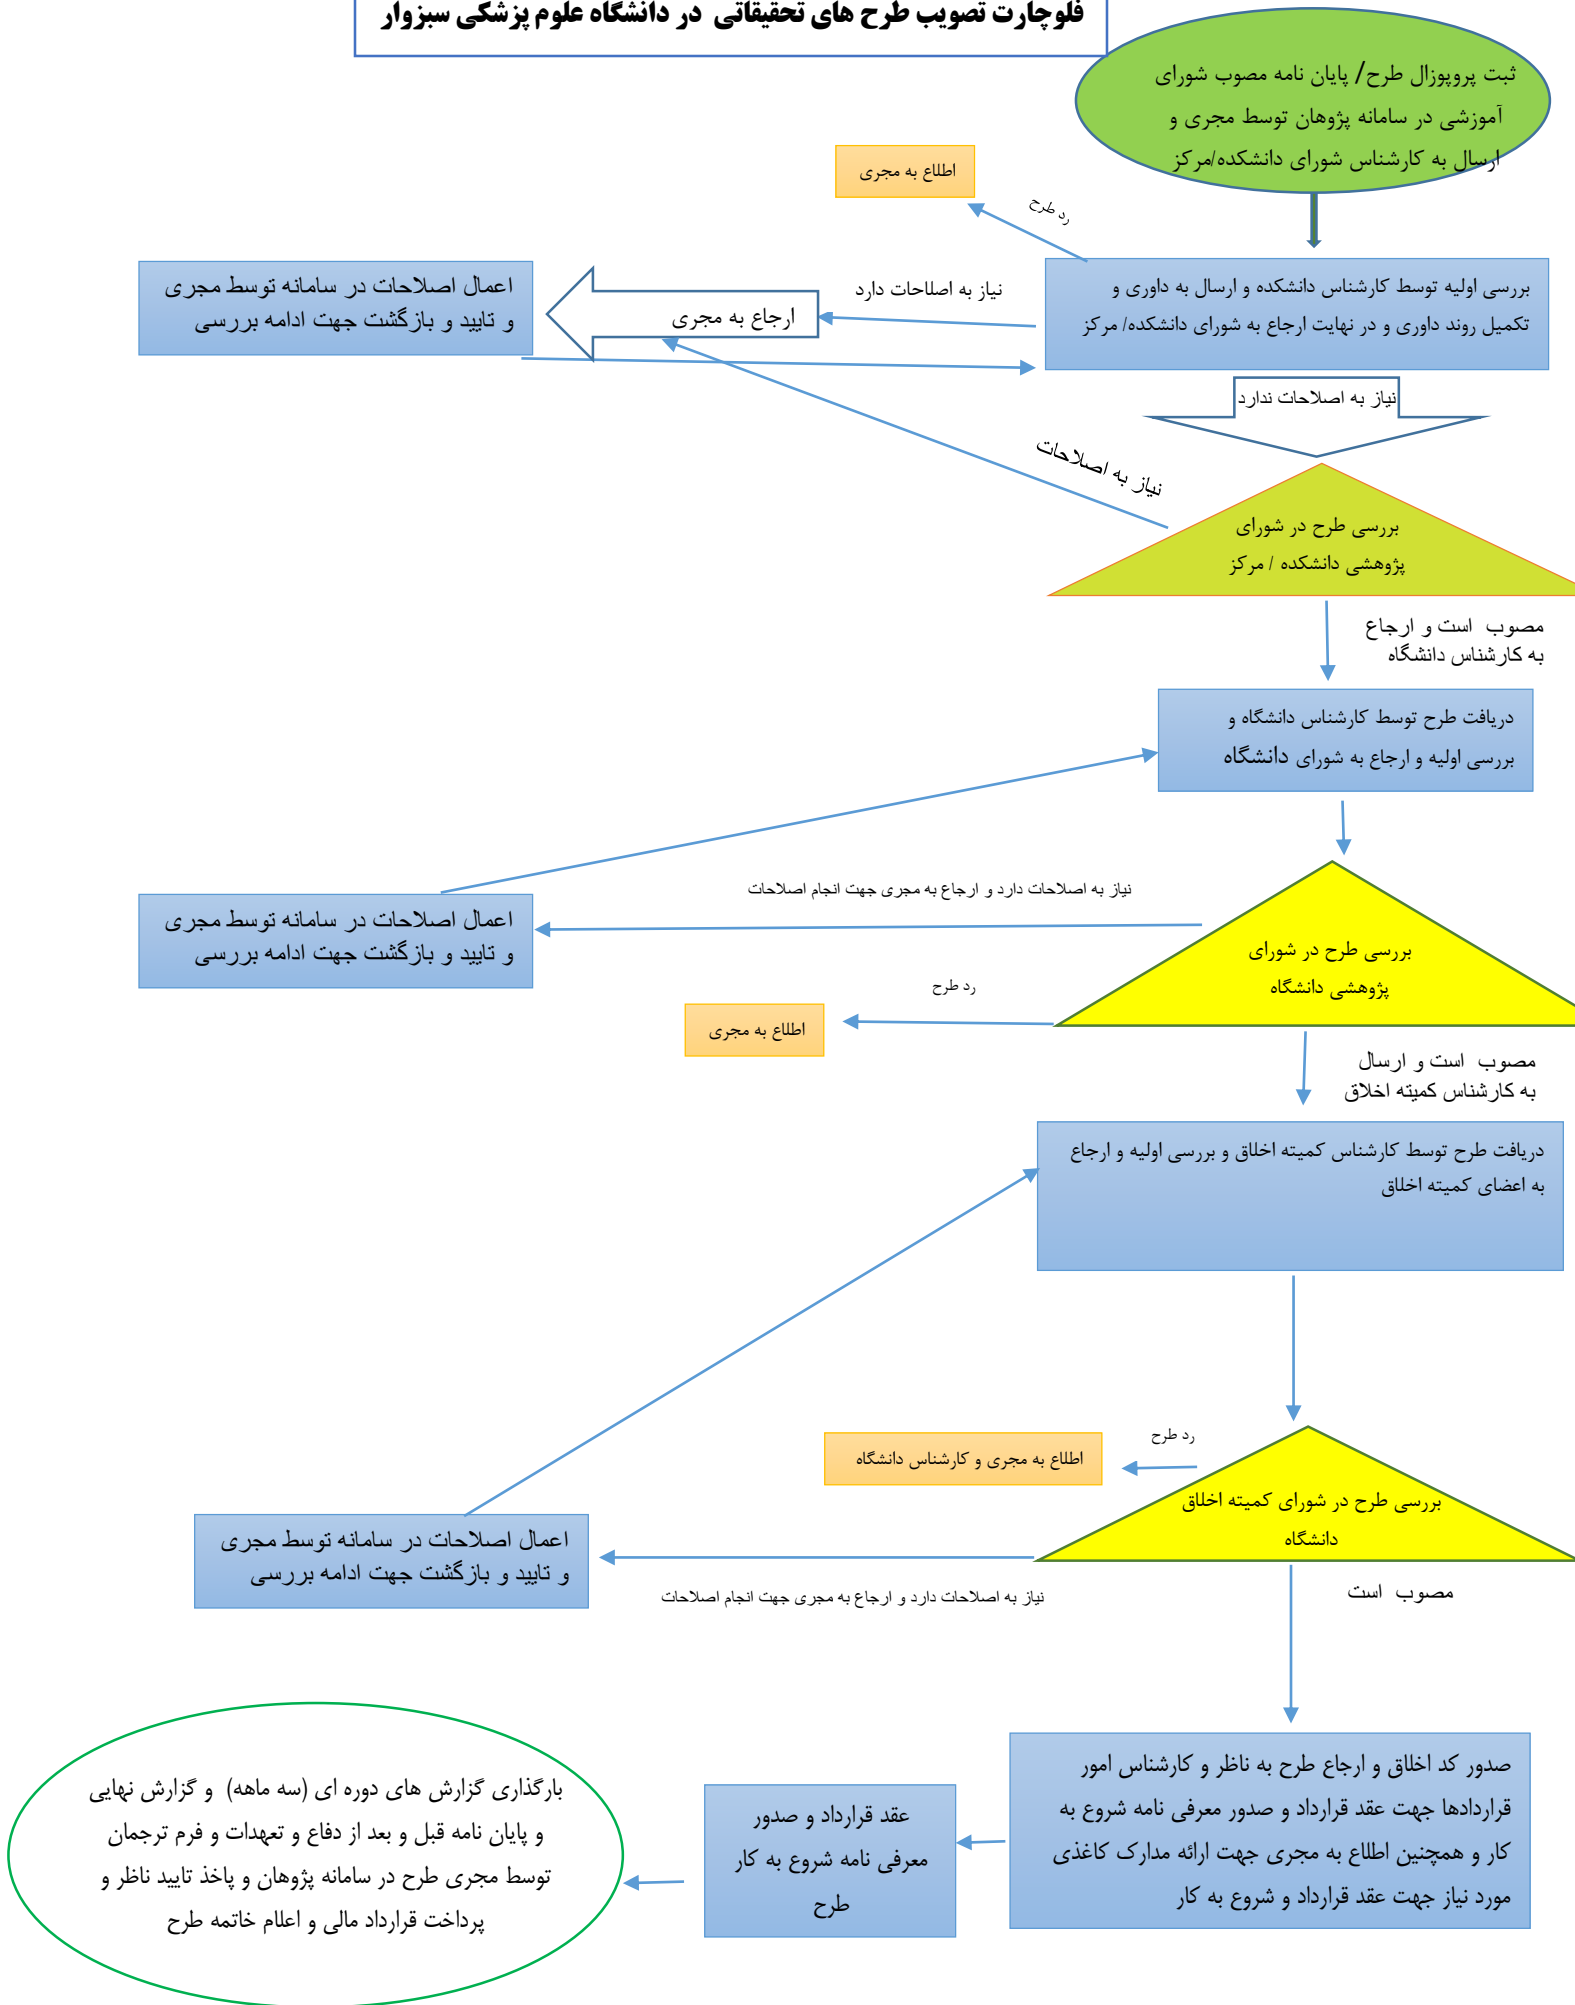 فلوچارت تصویب طرح های تحقیقاتی در دانشگاه علوم پزشکی سبزوار
ثبت پروپوزال طرح/ پایان نامه مصوب شورای
آموزشی در سامانه پژوهان توسط مجری و
ارسال به کارشناس شورای دانشکده/مرکز
اطلاع به مجری
رد طرح
بررسی اولیه توسط کارشناس دانشکده و ارسال به داوری و
تکمیل روند داوری و در نهایت ارجاع به شورای دانشکده/ مرکز
نیاز به اصلاحات دارد
ارجاع به مجری
اعمال اصلاحات در سامانه توسط مجری
و تایید و بازگشت جهت ادامه بررسی
نیاز به اصلاحات ندارد
نیاز به اصلاحات
بررسی طرح در شورای
پژوهشی دانشکده / مرکز
مصوب است و ارجاع
به کارشناس دانشگاه
دریافت طرح توسط کارشناس دانشگاه و
بررسی اولیه و ارجاع به شورای دانشگاه
نیاز به اصلاحات دارد و ارجاع به مجری جهت انجام اصلاحات
اعمال اصلاحات در سامانه توسط مجری
و تایید و بازگشت جهت ادامه بررسی
بررسی طرح در شورای
پژوهشی دانشگاه
رد طرح
اطلاع به مجری
مصوب است و ارسال
به کارشناس کمیته اخلاق
دریافت طرح توسط کارشناس کمیته اخلاق و بررسی اولیه و ارجاع
به اعضای کمیته اخلاق
رد طرح
اطلاع به مجری و کارشناس دانشگاه
بررسی طرح در شورای کمیته اخلاق
دانشگاه
اعمال اصلاحات در سامانه توسط مجری
و تایید و بازگشت جهت ادامه بررسی
نیاز به اصلاحات دارد و ارجاع به مجری جهت انجام اصلاحات
مصوب است
صدور کد اخلاق و ارجاع طرح به ناظر و کارشناس امور
قراردادها جهت عقد قرارداد و صدور معرفی نامه شروع به
کار و همچنین اطلاع به مجری جهت ارائه مدارک کاغذی
مورد نیاز جهت عقد قرارداد و شروع به کار
عقد قرارداد و صدور
معرفی نامه شروع به کار
طرح
بارگذاری گزارش های دوره ای (سه ماهه) و گزارش نهایی
و پایان نامه قبل و بعد از دفاع و تعهدات و فرم ترجمان
توسط مجری طرح در سامانه پژوهان و پاخذ تایید ناظر و
پرداخت قرارداد مالی و اعلام خاتمه طرح